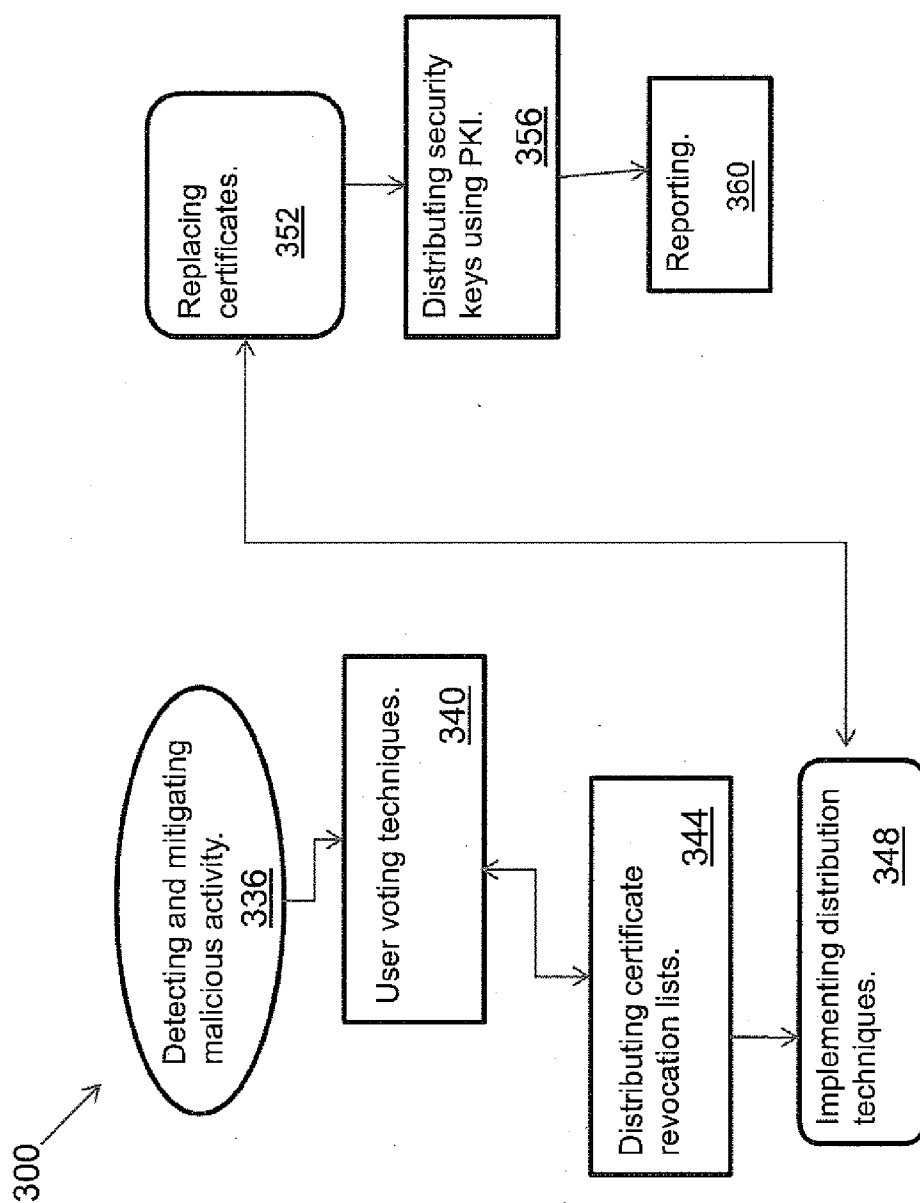 300
Detecting and mitigating
malicious activity.
336
User voting techniques.
340
Distributing certificate
revocation lists.
344
Implementing distribution
techniques.
348
Replacing
certificates.
352
Distributing security
keys using PKI.
356
Reporting.
360